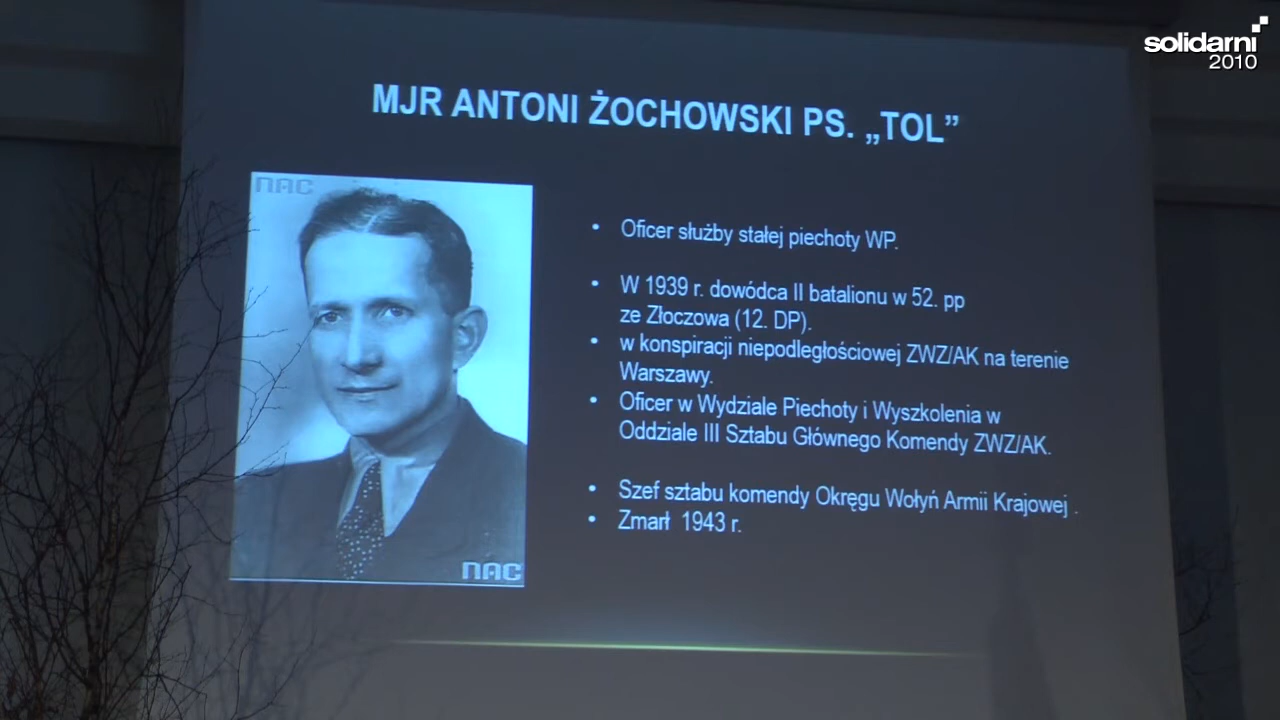 solidarni
2010
MJR ANTONI ŻOCHOWSKI PS. „TOL”
NAC
• Oficer służby stałej piechoty WP.
• W 1939 r. dowódca II batalionu w 52. pp
ze Złoczowa (12. DP).
• w konspiracji niepodległościowej ZWZ/AK na terenie
Warszawy.
• Oficer w Wydziale Piechoty i Wyszkolenia w
Oddziale III Sztabu Głównego Komendy ZWZ/AK.
• Szef sztabu komendy Okręgu Wołyń Armii Krajowej .
• Zmarł 1943 r.
NAC